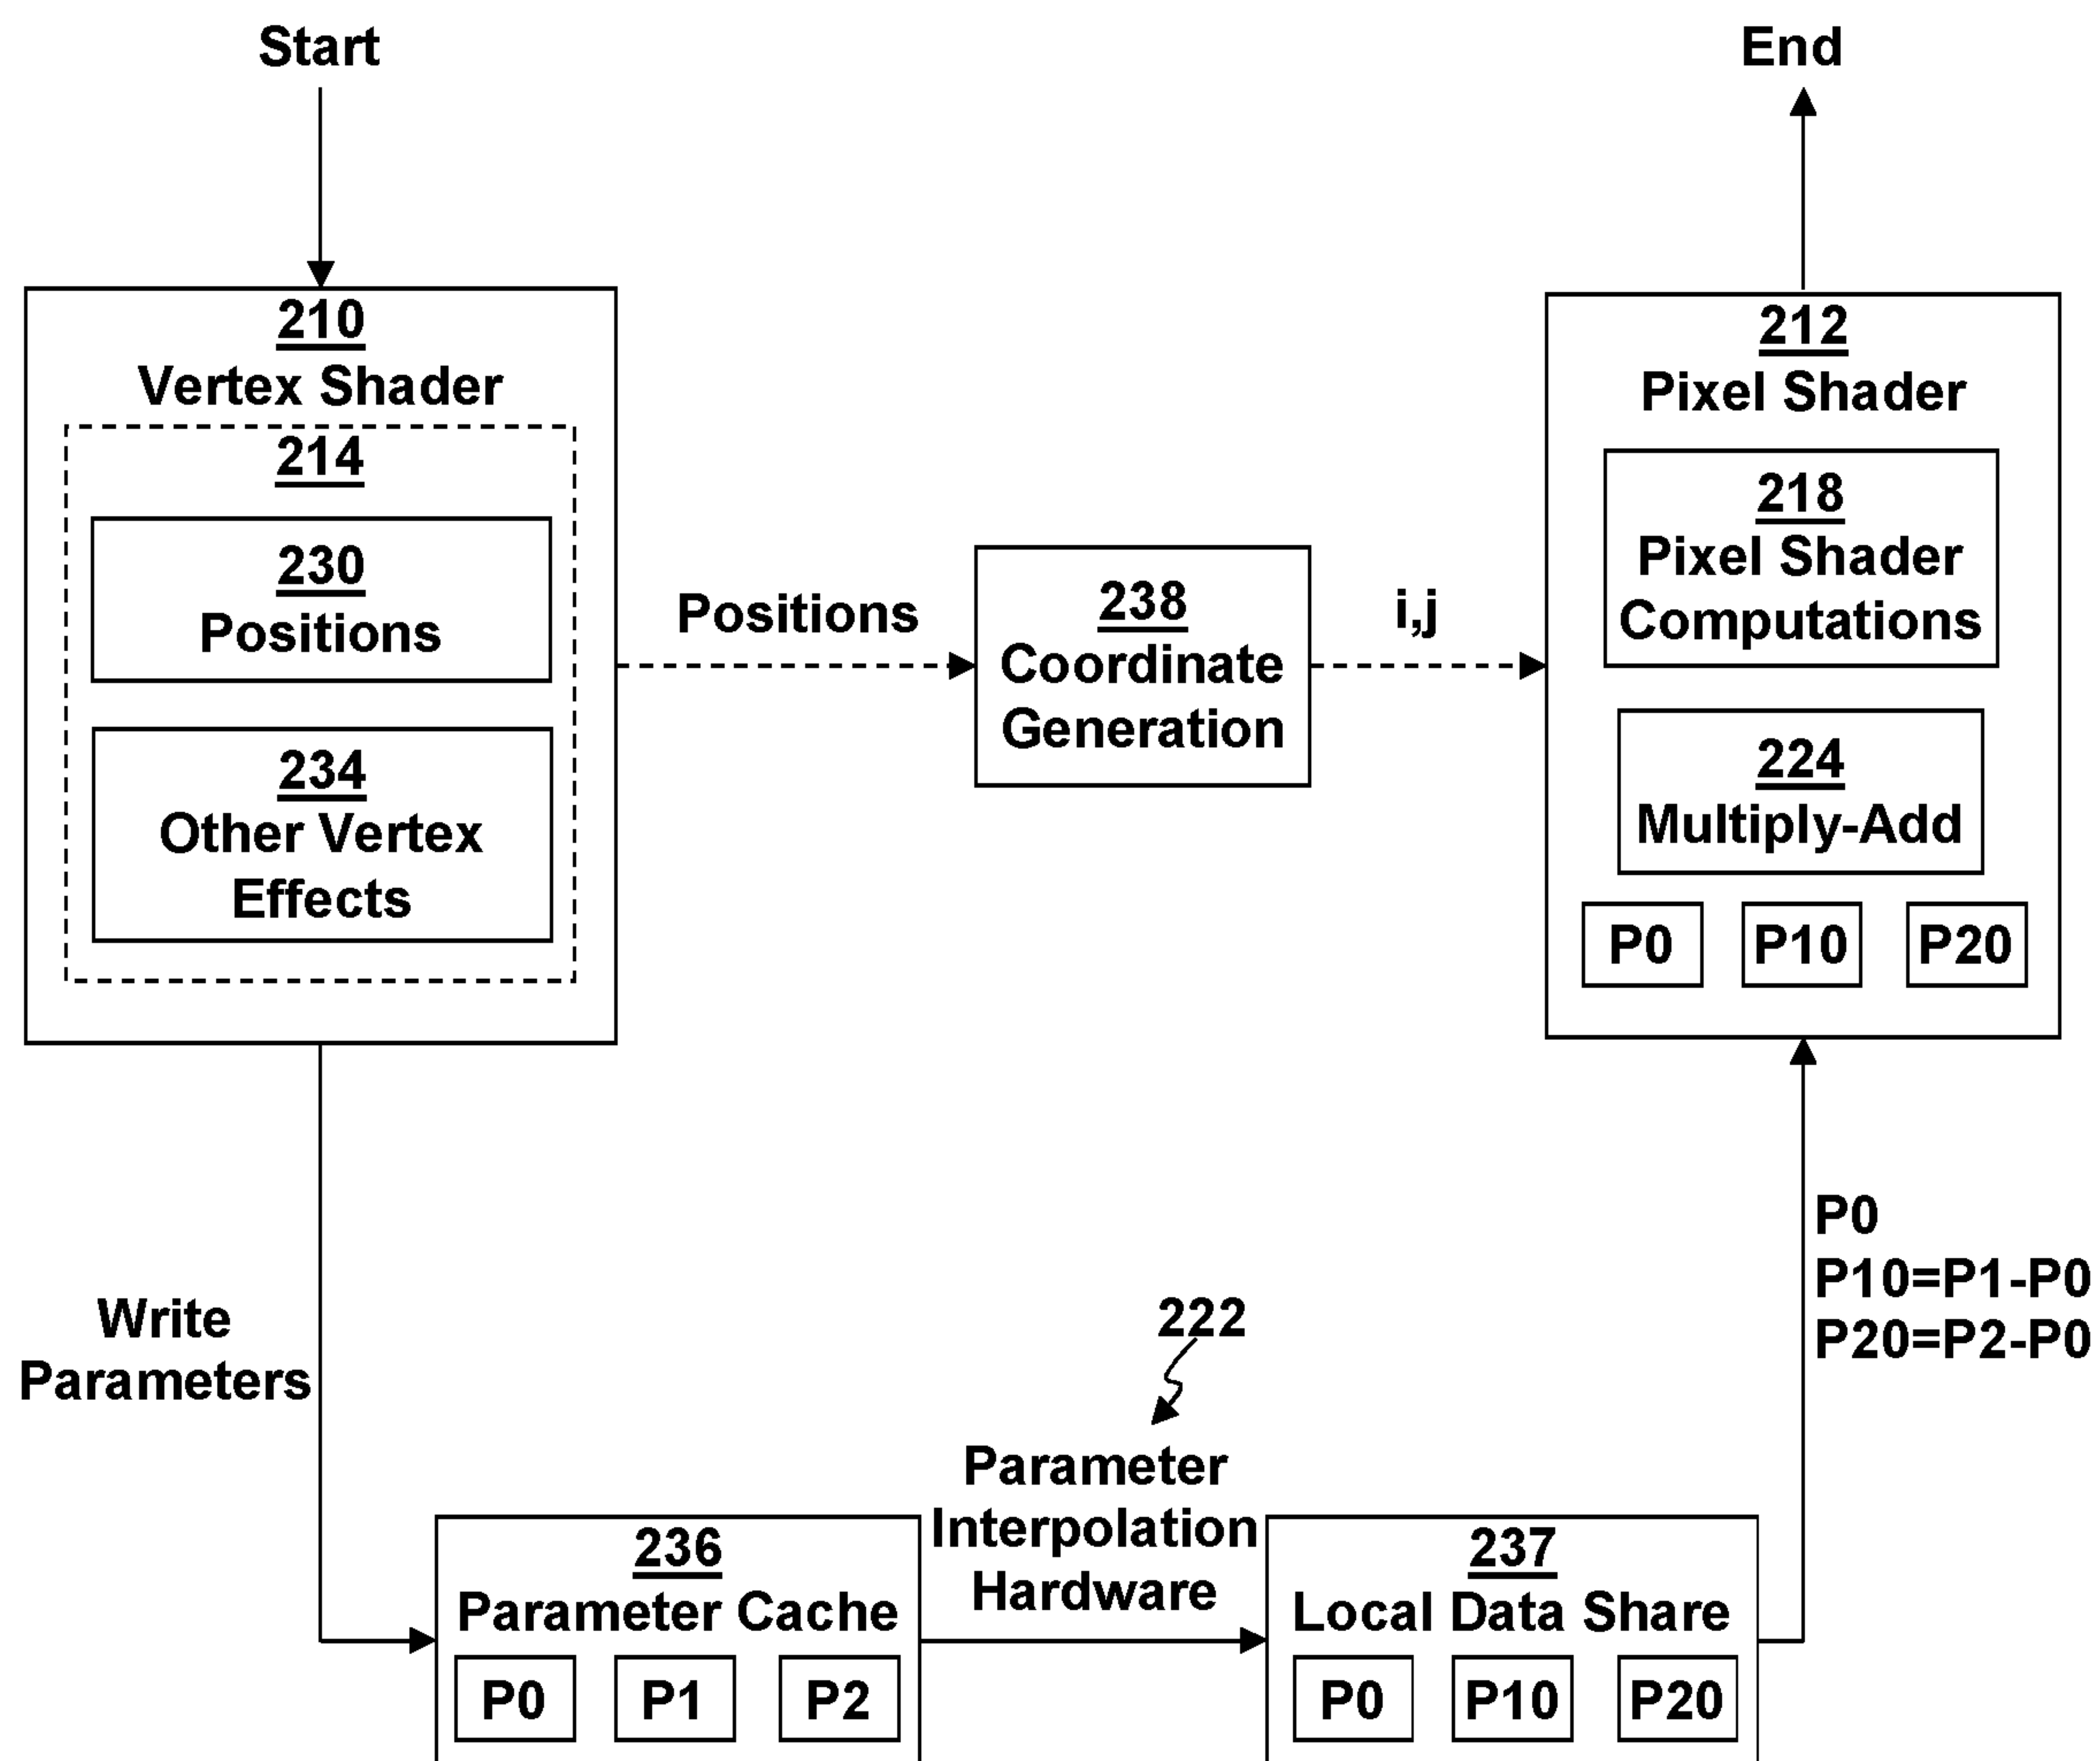 Start
End
210
Vertex Shader
214
230
Positions
234
Other Vertex
Effects
Positions
238
Coordinate
Generation
i,j
212
Pixel Shader
218
Pixel Shader
Computations
224
Multiply-Add
P0
P10
P20
Write
Parameters
236
Parameter Cache
P0
P1
P2
222
Parameter
Interpolation
Hardware
237
Local Data Share
P0
P10
P20
P0
P10=P1-P0
P20=P2-P0